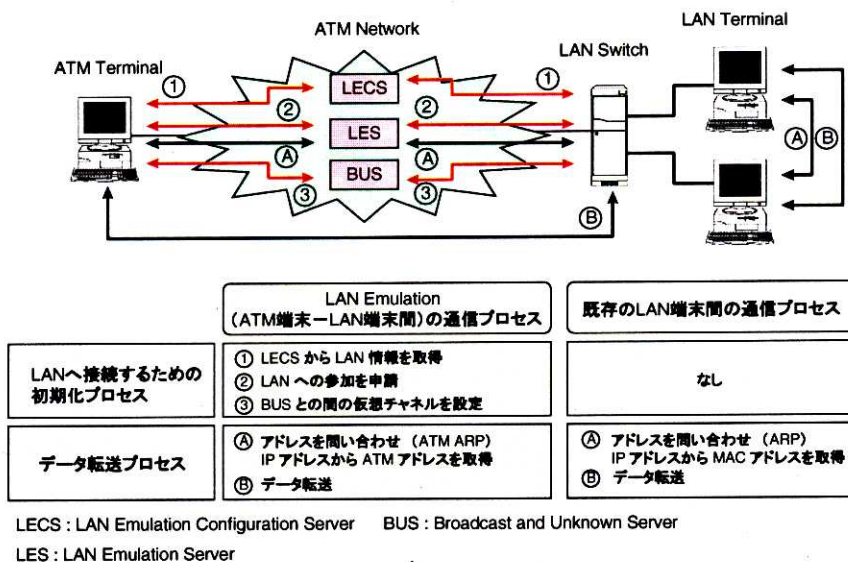 ATM Network
LAN Terminal
LAN Switch
ATM Terminal
① LECS ①
② ②
LES
Ⓐ Ⓐ
BUS
③ ③
Ⓐ Ⓑ
Ⓑ
LAN Emulation
(ATM端末ーLAN端末間)の通信プロセス
既存のLAN端末間の通信プロセス
LANへ接続するための
初期化プロセス
① LECS から LAN 情報を取得
② LAN への参加を申請
③ BUS との間の仮想チャネルを設定
なし
データ転送プロセス
Ⓐ アドレスを問い合わせ (ATM ARP)
IP アドレスから ATM アドレスを取得
Ⓑ データ転送
Ⓐ アドレスを問い合わせ (ARP)
IP アドレスから MAC アドレスを取得
Ⓑ データ転送
LECS : LAN Emulation Configuration Server BUS : Broadcast and Unknown Server
LES : LAN Emulation Server